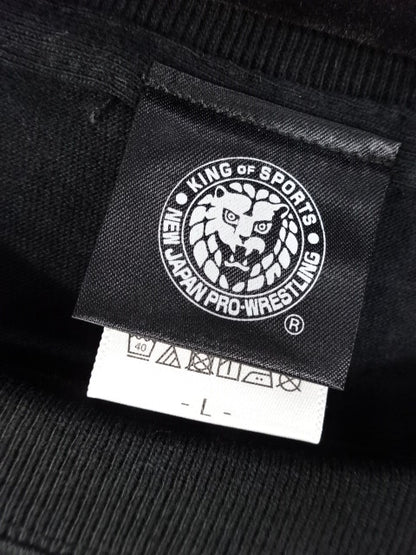 KING OF SPORTS
NEW JAPAN PRO-WRESTLING
®
40
- L -